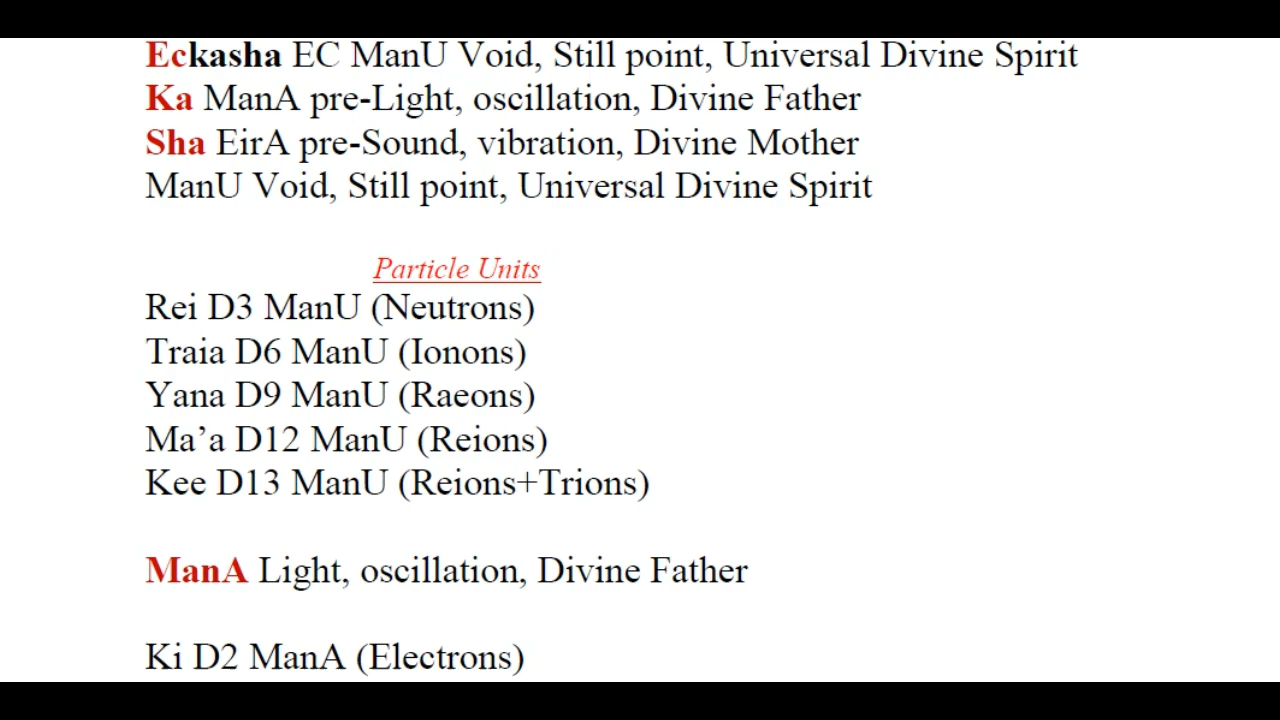 Eckasha EC ManU Void, Still point, Universal Divine Spirit
Ka ManA pre-Light, oscillation, Divine Father
Sha EirA pre-Sound, vibration, Divine Mother
ManU Void, Still point, Universal Divine Spirit
Particle Units
Rei D3 ManU (Neutrons)
Traia D6 ManU (Ionons)
Yana D9 ManU (Raeons)
Ma’a D12 ManU (Reions)
Kee D13 ManU (Reions+Trions)
ManA Light, oscillation, Divine Father
Ki D2 ManA (Electrons)